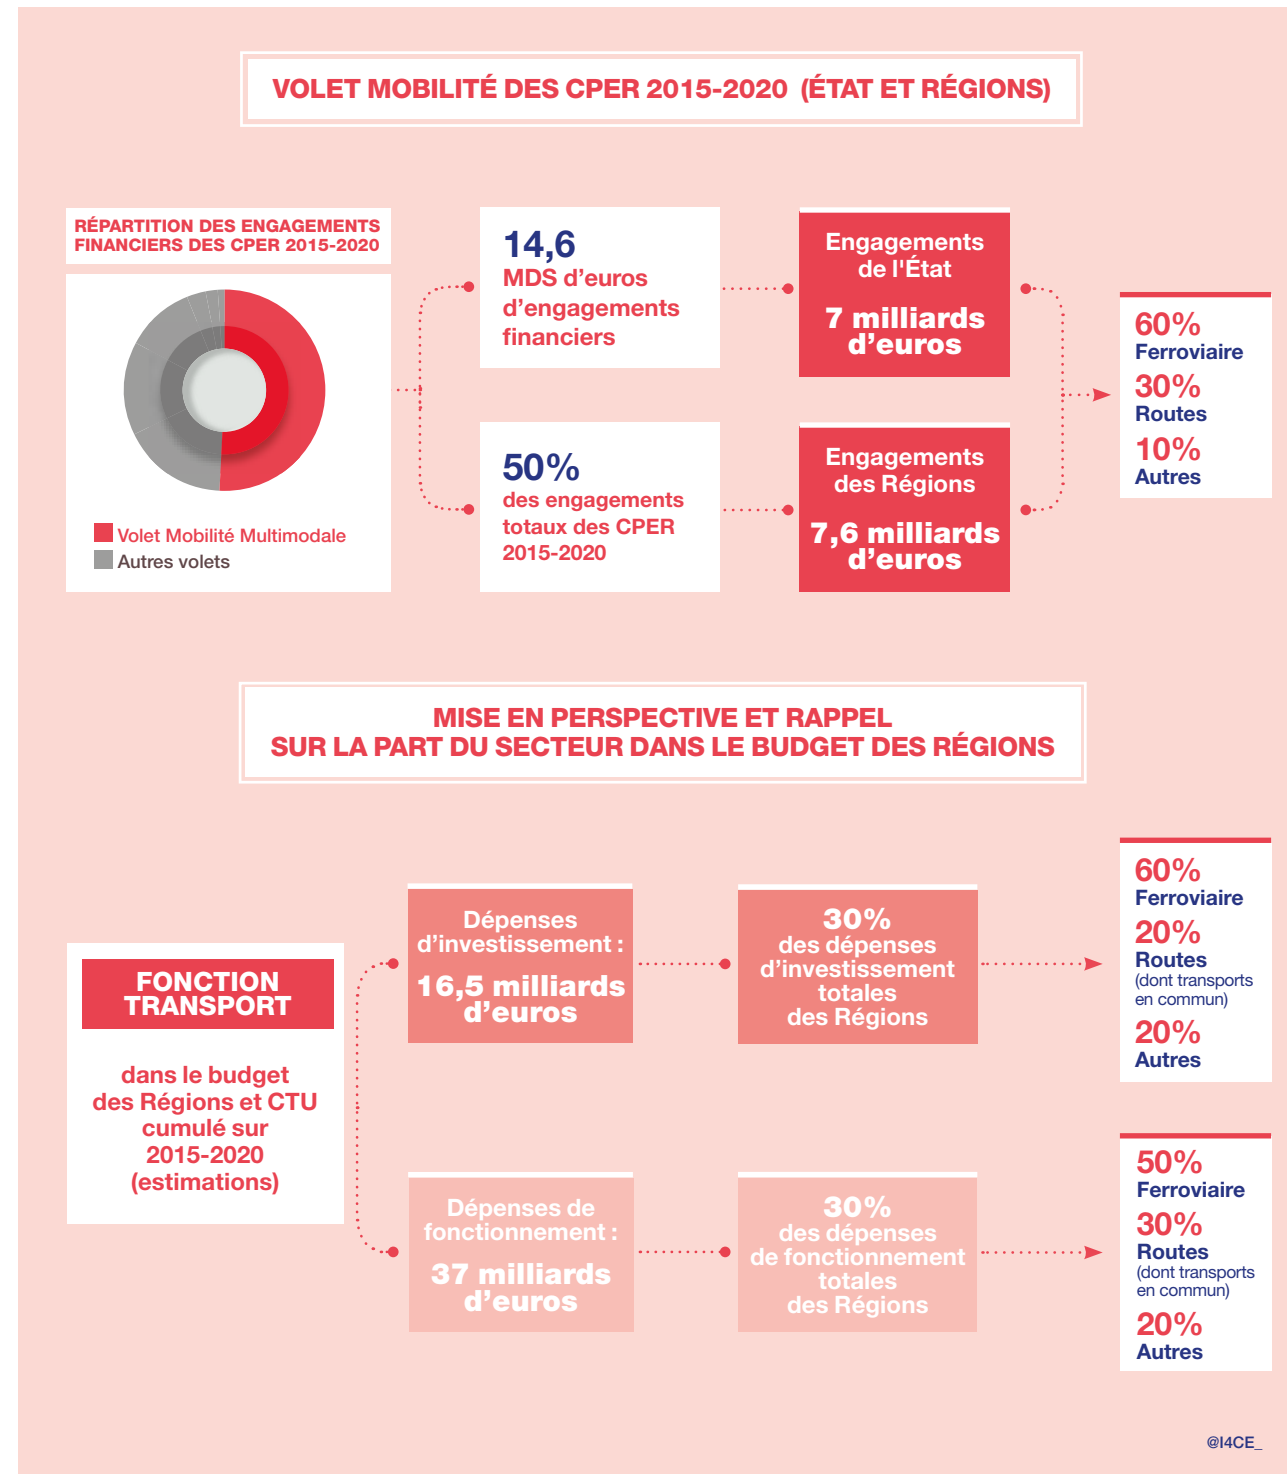 VOLET MOBILITÉ DES CPER 2015-2020 (ÉTAT ET RÉGIONS)
RÉPARTITION DES ENGAGEMENTS
FINANCIERS DES CPER 2015-2020
Volet Mobilité Multimodale
Autres volets
14,6
MDS d’euros
d’engagements
financiers
50%
des engagements
totaux des CPER
2015-2020
Engagements
de l'État
7 milliards
d’euros
Engagements
des Régions
7,6 milliards
d’euros
60%
Ferroviaire
30%
Routes
10%
Autres
MISE EN PERSPECTIVE ET RAPPEL
SUR LA PART DU SECTEUR DANS LE BUDGET DES RÉGIONS
FONCTION
TRANSPORT
dans le budget
des Régions et CTU
cumulé sur
2015-2020
(estimations)
Dépenses
d’investissement :
16,5 milliards
d’euros
30%
des dépenses
d’investissement
totales
des Régions
60%
Ferroviaire
20%
Routes
(dont transports
en commun)
20%
Autres
Dépenses de
fonctionnement :
37 milliards
d’euros
30%
des dépenses
de fonctionnement
totales
des Régions
50%
Ferroviaire
30%
Routes
(dont transports
en commun)
20%
Autres
@I4CE_